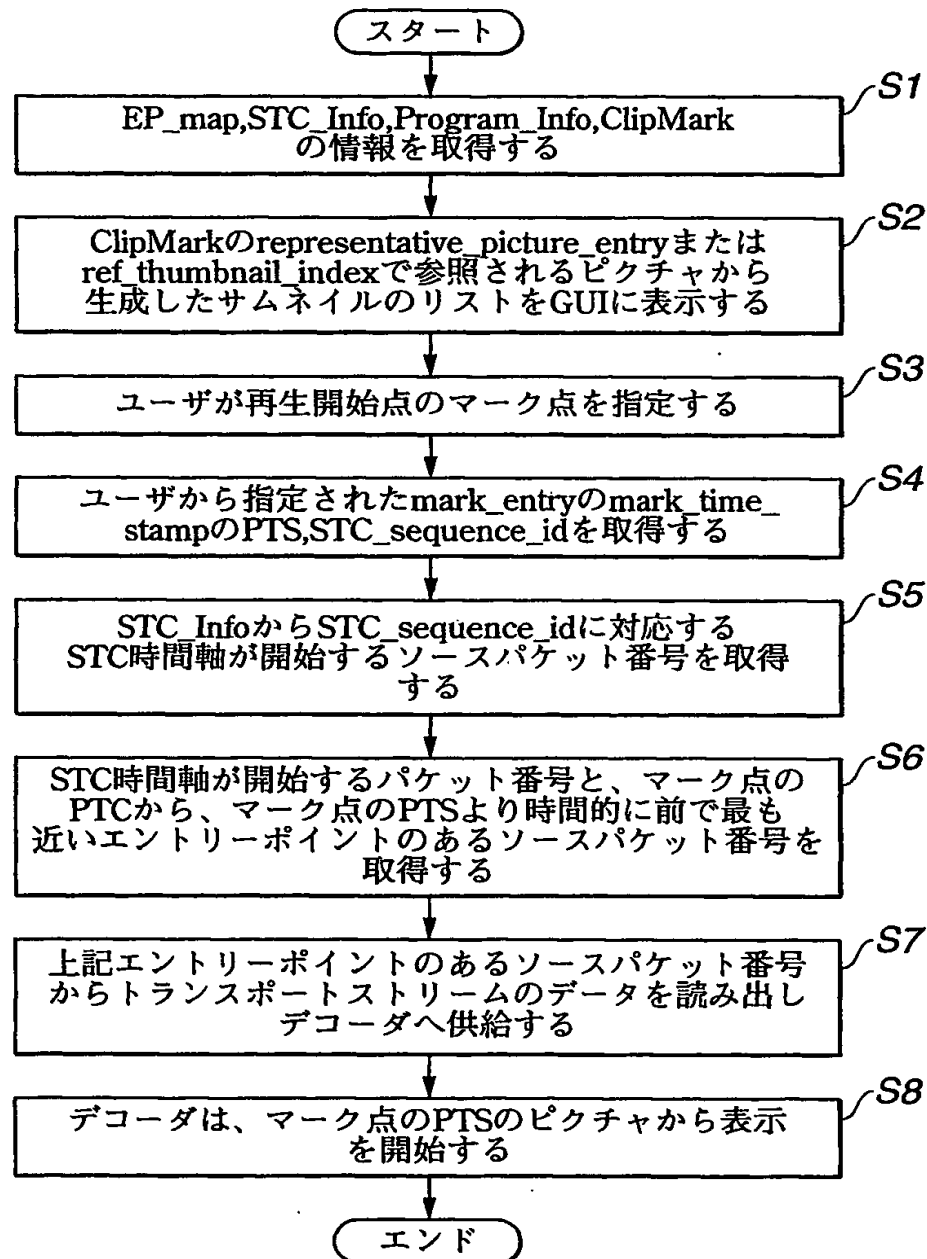 スタート
S1
EP_map,STC_Info,Program_Info,ClipMark
の情報を取得する
S2
ClipMarkのrepresentative_picture_entryまたは
ref_thumbnail_indexで参照されるピクチャから
生成したサムネイルのリストをGUIに表示する
S3
ユーザが再生開始点のマーク点を指定する
S4
ユーザから指定されたmark_entryのmark_time_
stampのPTS,STC_sequence_idを取得する
S5
STC_InfoからSTC_sequence_idに対応する
STC時間軸が開始するソースパケット番号を取得
する
S6
STC時間軸が開始するパケット番号と、マーク点の
PTCから、マーク点のPTSより時間的に前で最も
近いエントリーポイントのあるソースパケット番号を
取得する
S7
上記エントリーポイントのあるソースパケット番号
からトランスポートストリームのデータを読み出し
デコーダへ供給する
S8
デコーダは、マーク点のPTSのピクチャから表示
を開始する
エンド